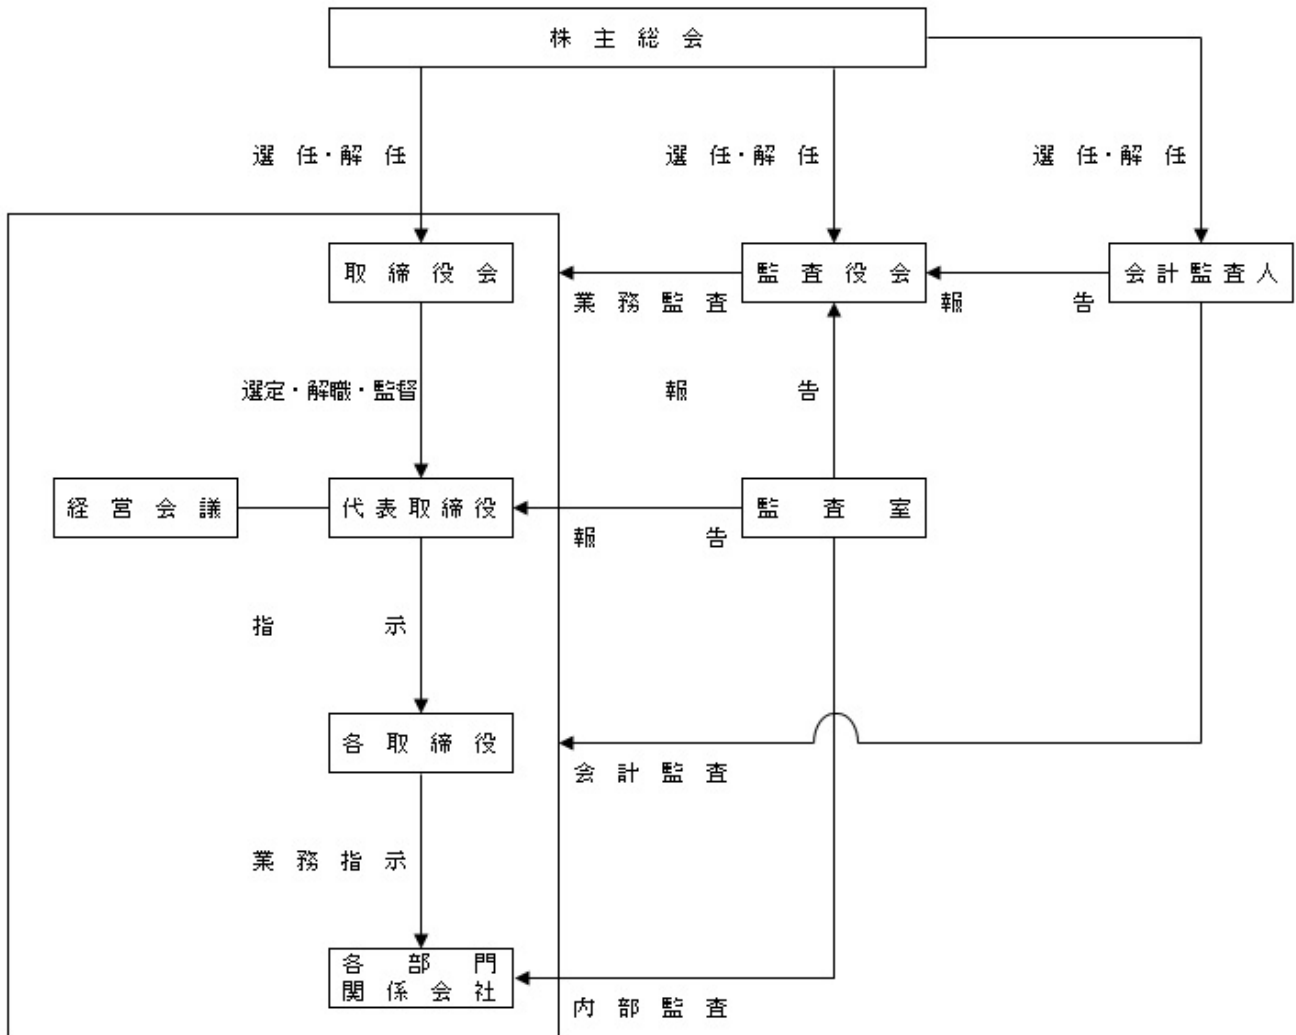 株主総会
選任・解任
選任・解任
選任・解任
取締役会
監査役会
会計監査人
業務監査
報告
選定・解職・監督
報告
経営会議
代表取締役
監査室
報告
指示
各取締役
会計監査
業務指示
各部門
関係会社
内部監査